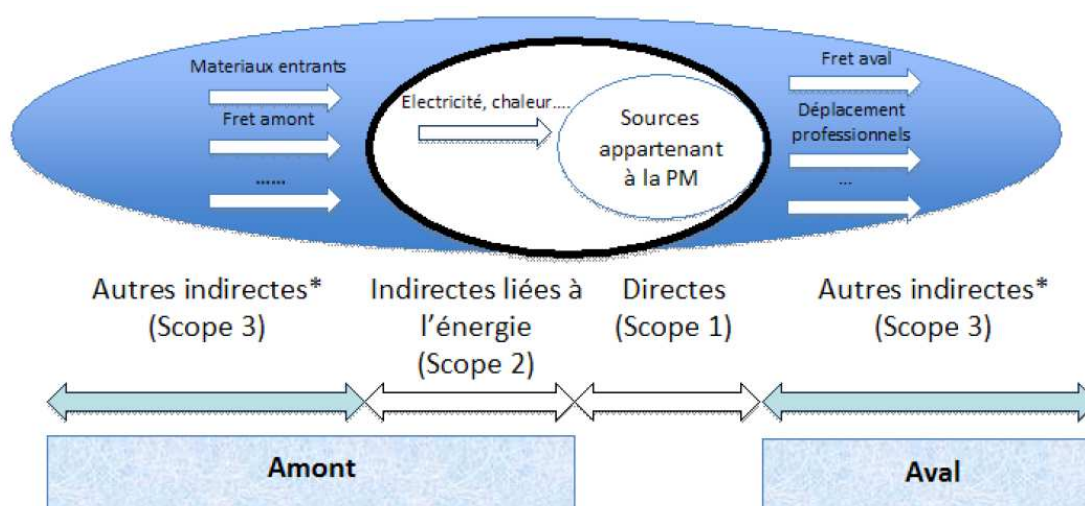 Materiaux entrants
Fret amont
......
Electricité, chaleur....
Sources
appartenant
à la PM
Fret aval
Déplacement
professionnels
...
Autres indirectes*
(Scope 3)
Indirectes liées à
l’énergie
(Scope 2)
Directes
(Scope 1)
Autres indirectes*
(Scope 3)
Amont
Aval